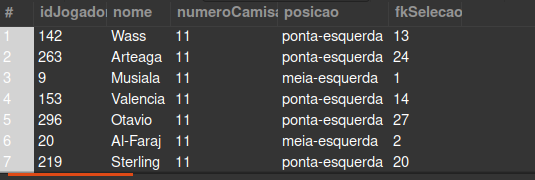 # idJogador nome numeroCamisa posicao fkSelecao
1 142 Wass 11 ponta-esquerda 13
2 263 Arteaga 11 ponta-esquerda 24
3 9 Musiala 11 meia-esquerda 1
4 153 Valencia 11 ponta-esquerda 14
5 296 Otavio 11 ponta-esquerda 27
6 20 Al-Faraj 11 meia-esquerda 2
7 219 Sterling 11 ponta-esquerda 20